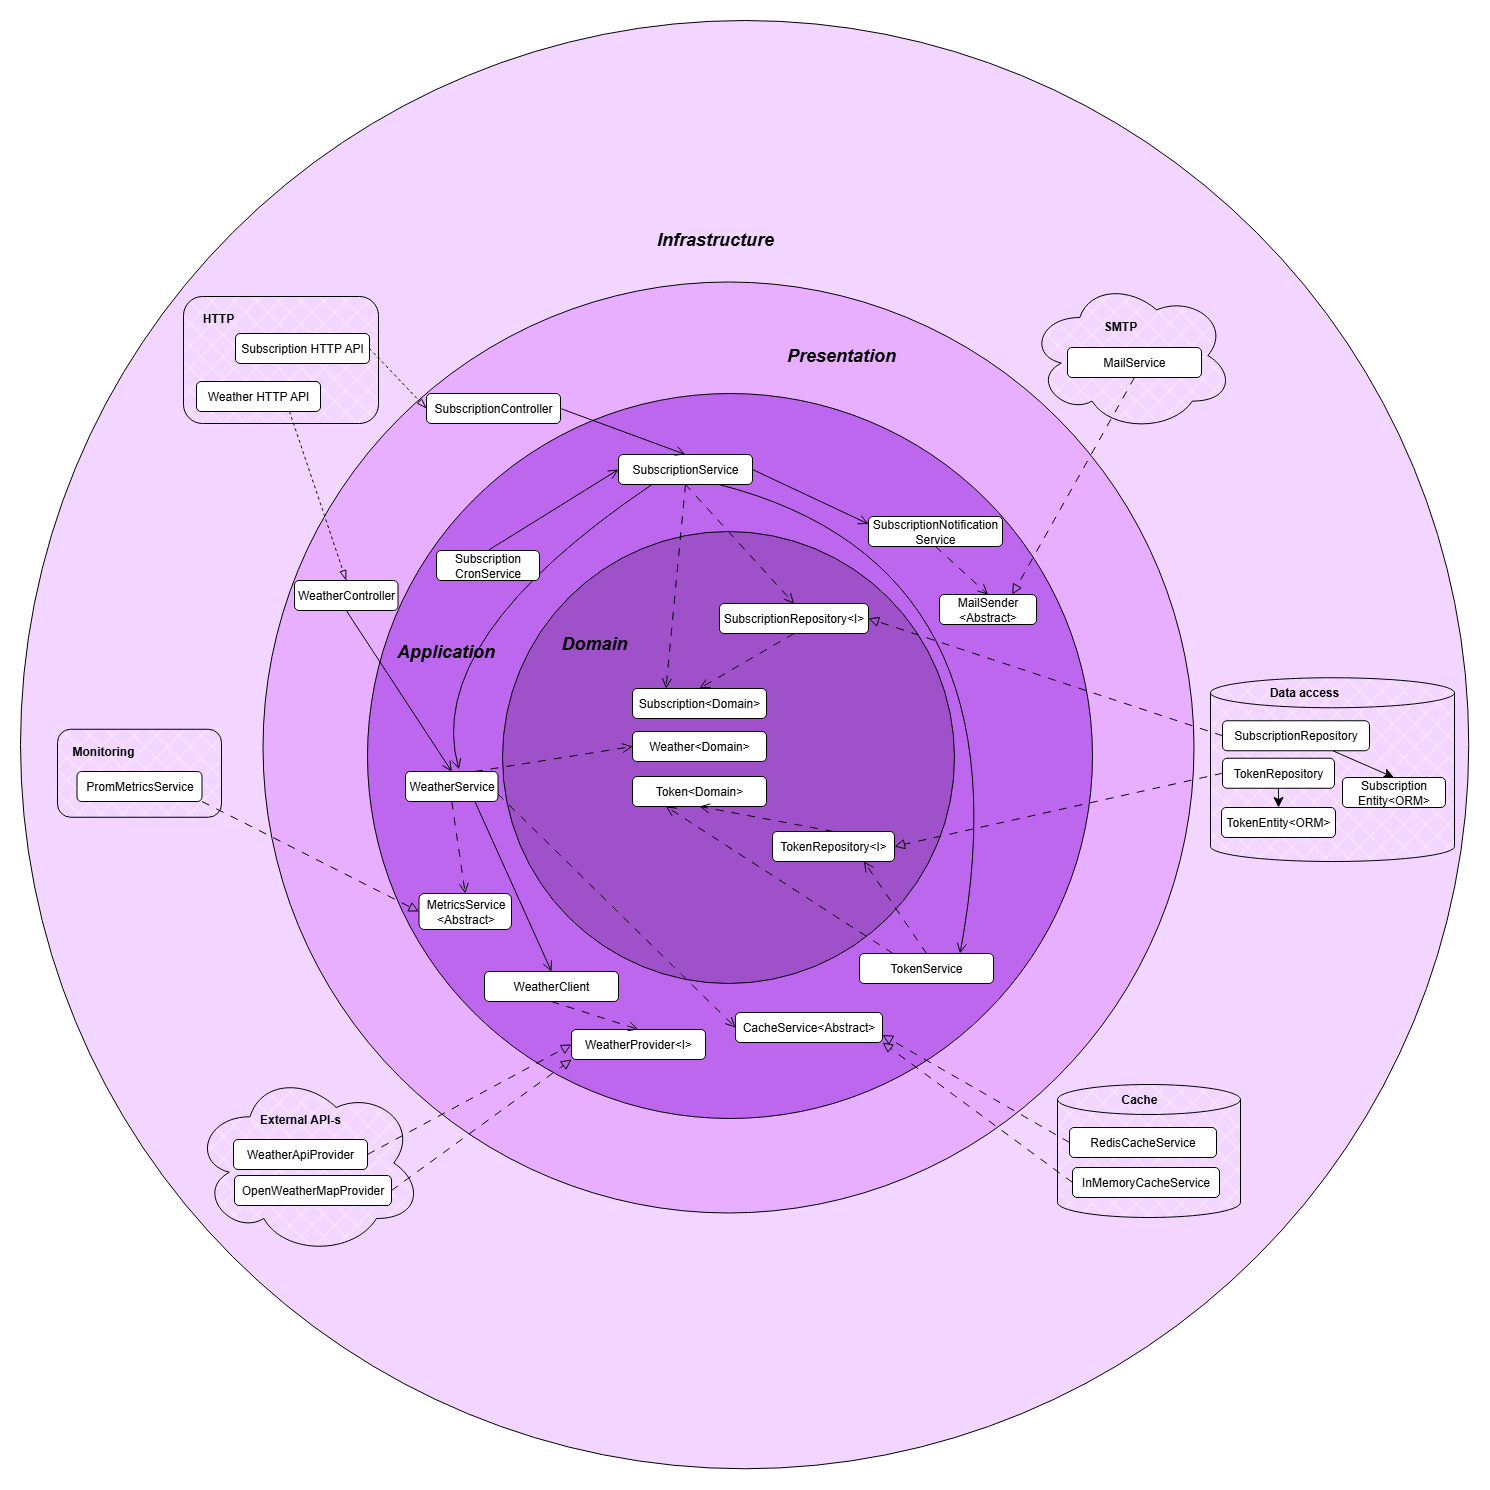 Infrastructure
HTTP
Subscription HTTP API
Weather HTTP API
SMTP
MailService
Presentation
SubscriptionController
SubscriptionService
SubscriptionNotification
Service
Subscription
CronService
WeatherController
MailSender
<Abstract>
SubscriptionRepository<I>
Application
Domain
Subscription<Domain>
Weather<Domain>
Token<Domain>
Data access
SubscriptionRepository
TokenRepository
Subscription
Entity<ORM>
TokenEntity<ORM>
Monitoring
PromMetricsService
WeatherService
TokenRepository<I>
MetricsService
<Abstract>
TokenService
WeatherClient
CacheService<Abstract>
WeatherProvider<I>
External API-s
WeatherApiProvider
OpenWeatherMapProvider
Cache
RedisCacheService
InMemoryCacheService